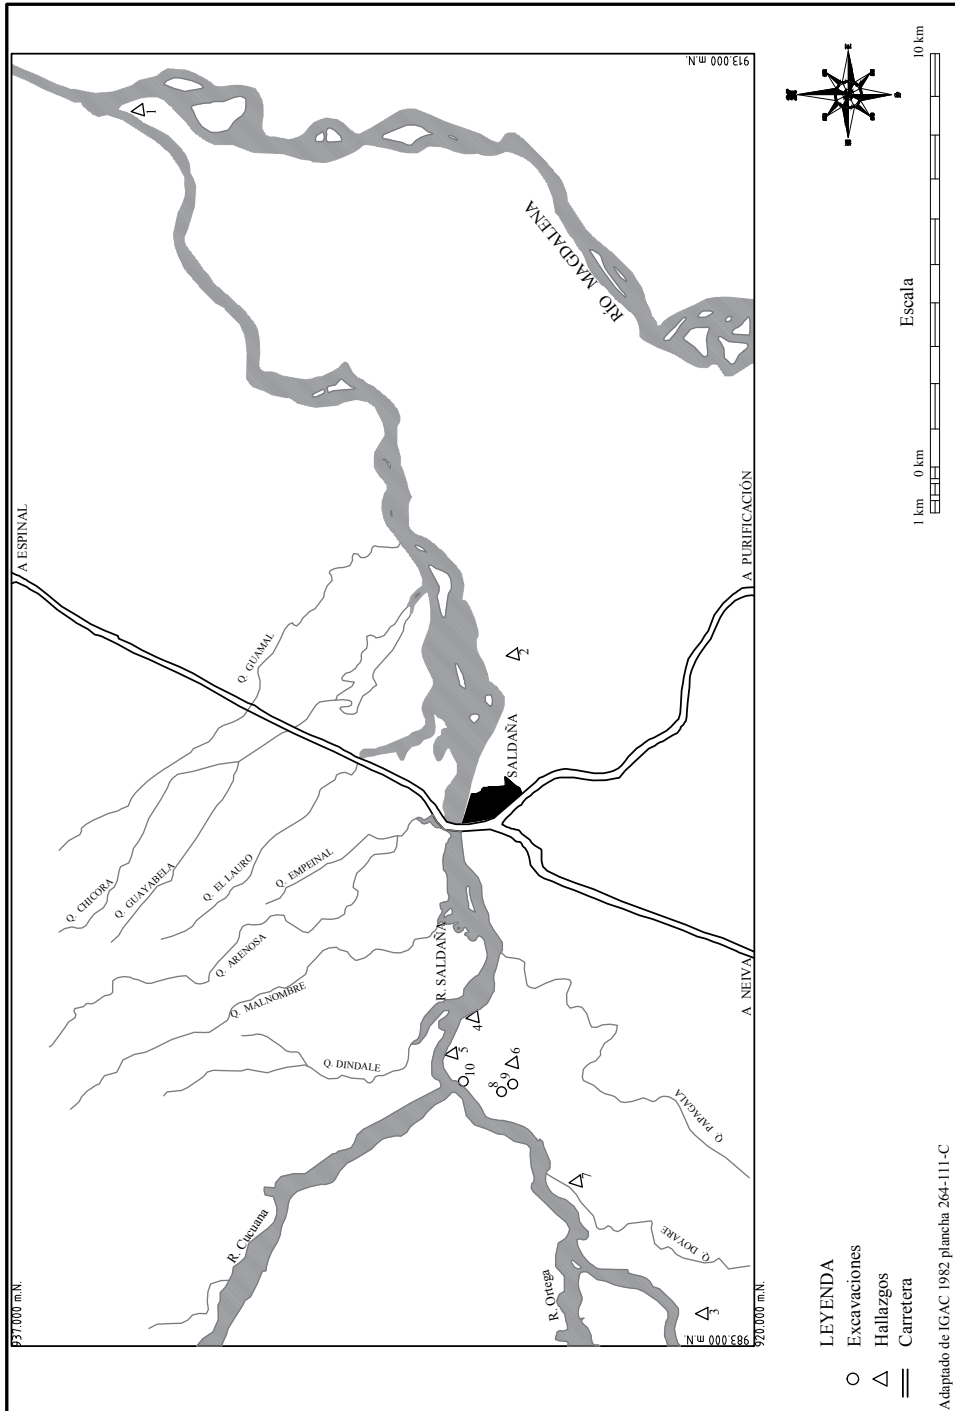 937.000 m.N.
A ESPINAL
913.000 m.N.
1
RÍO MAGDALENA
Q. GUAMAL
Q. CHICORA
Q. GUAYABELA
Q. EL LAURO
Q. EMPEINAL
Q. ARENOSA
Q. MALNOMBRE
Q. DINDALE
R. SALDAÑA
SALDAÑA
2
4
5
10
6
9
8
7
3
R. Cucuana
R. Ortega
Q. DOYARE
Q. PAPAGALA
A NEIVA
A PURIFICACIÓN
983.000 m.N.
920.000 m.N.
LEYENDA
Excavaciones
Hallazgos
Carretera
Escala
1 km 0 km 10 km
Adaptado de IGAC 1982 plancha 264-111-C